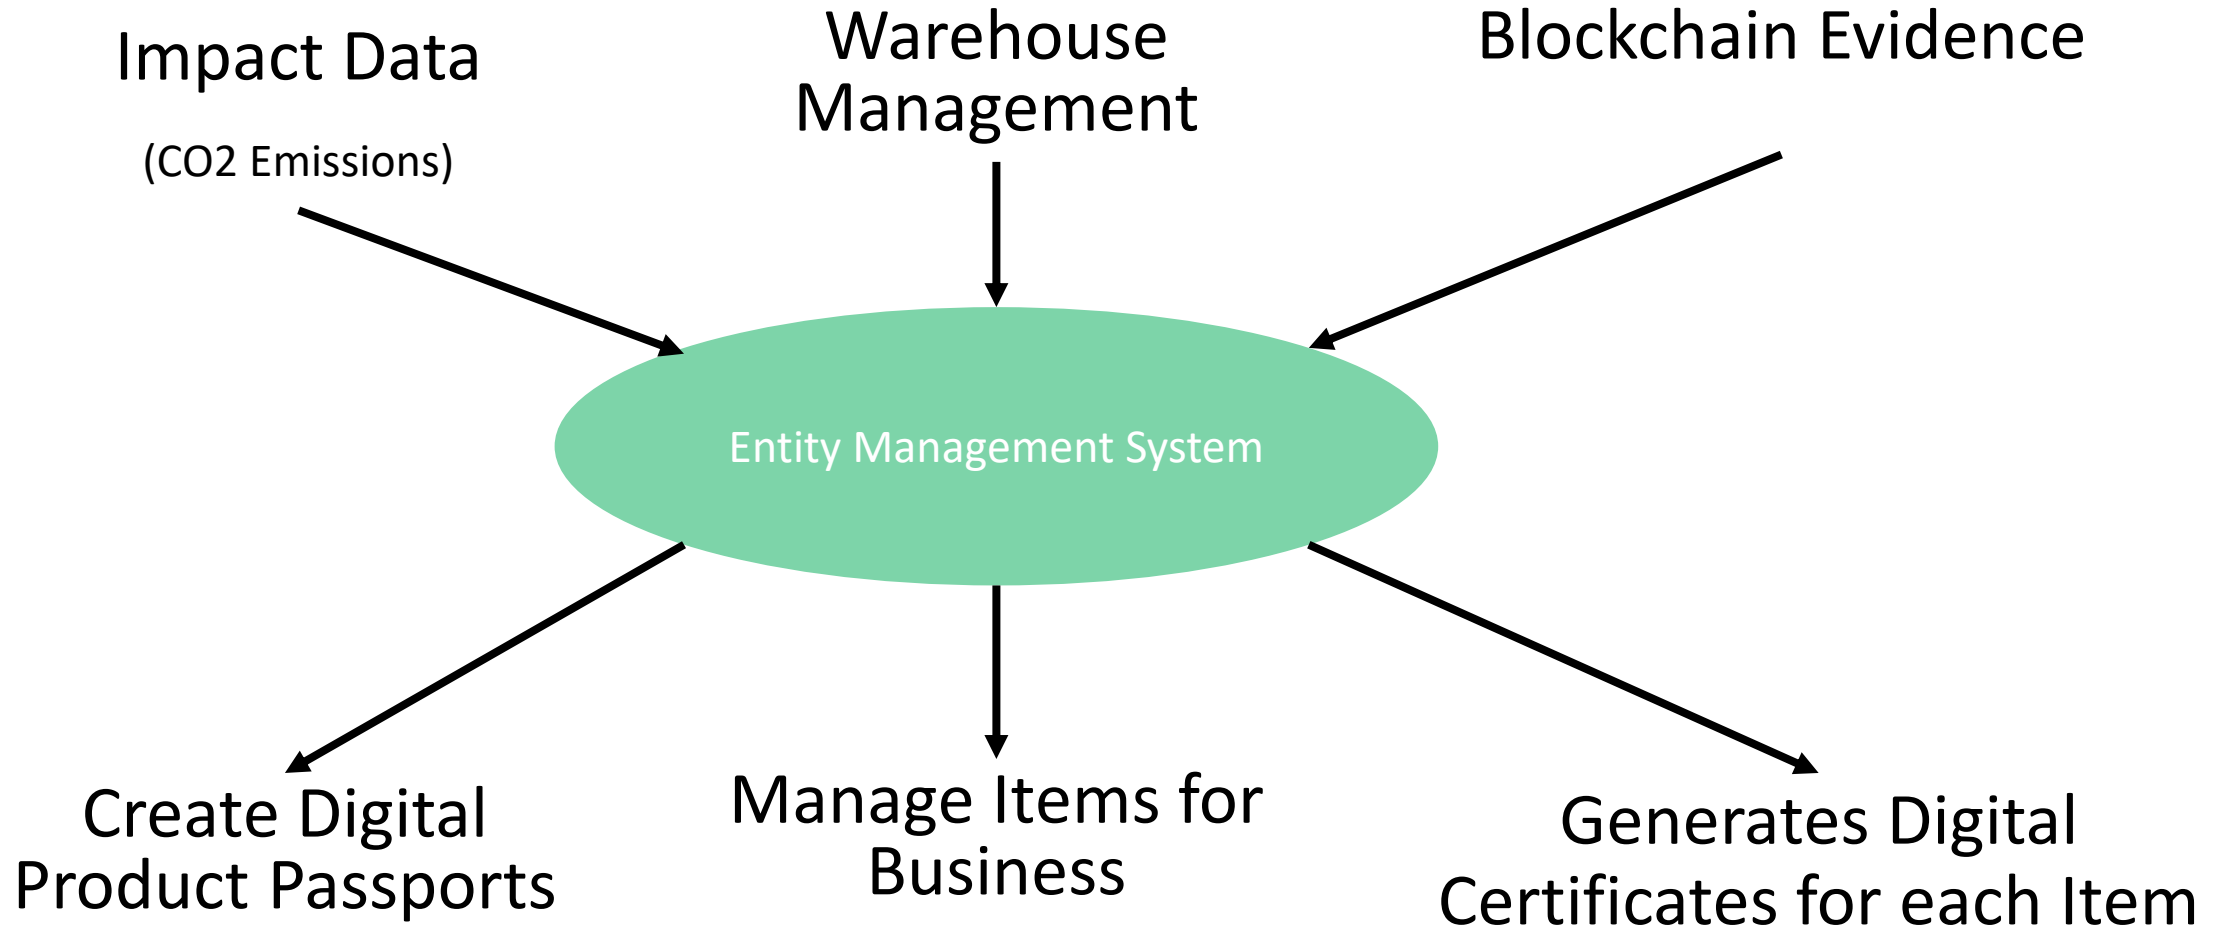 Impact Data
(CO2 Emissions)
Warehouse
Management
Blockchain Evidence
Entity Management System
Create Digital
Product Passports
Manage Items for
Business
Generates Digital
Certificates for each Item